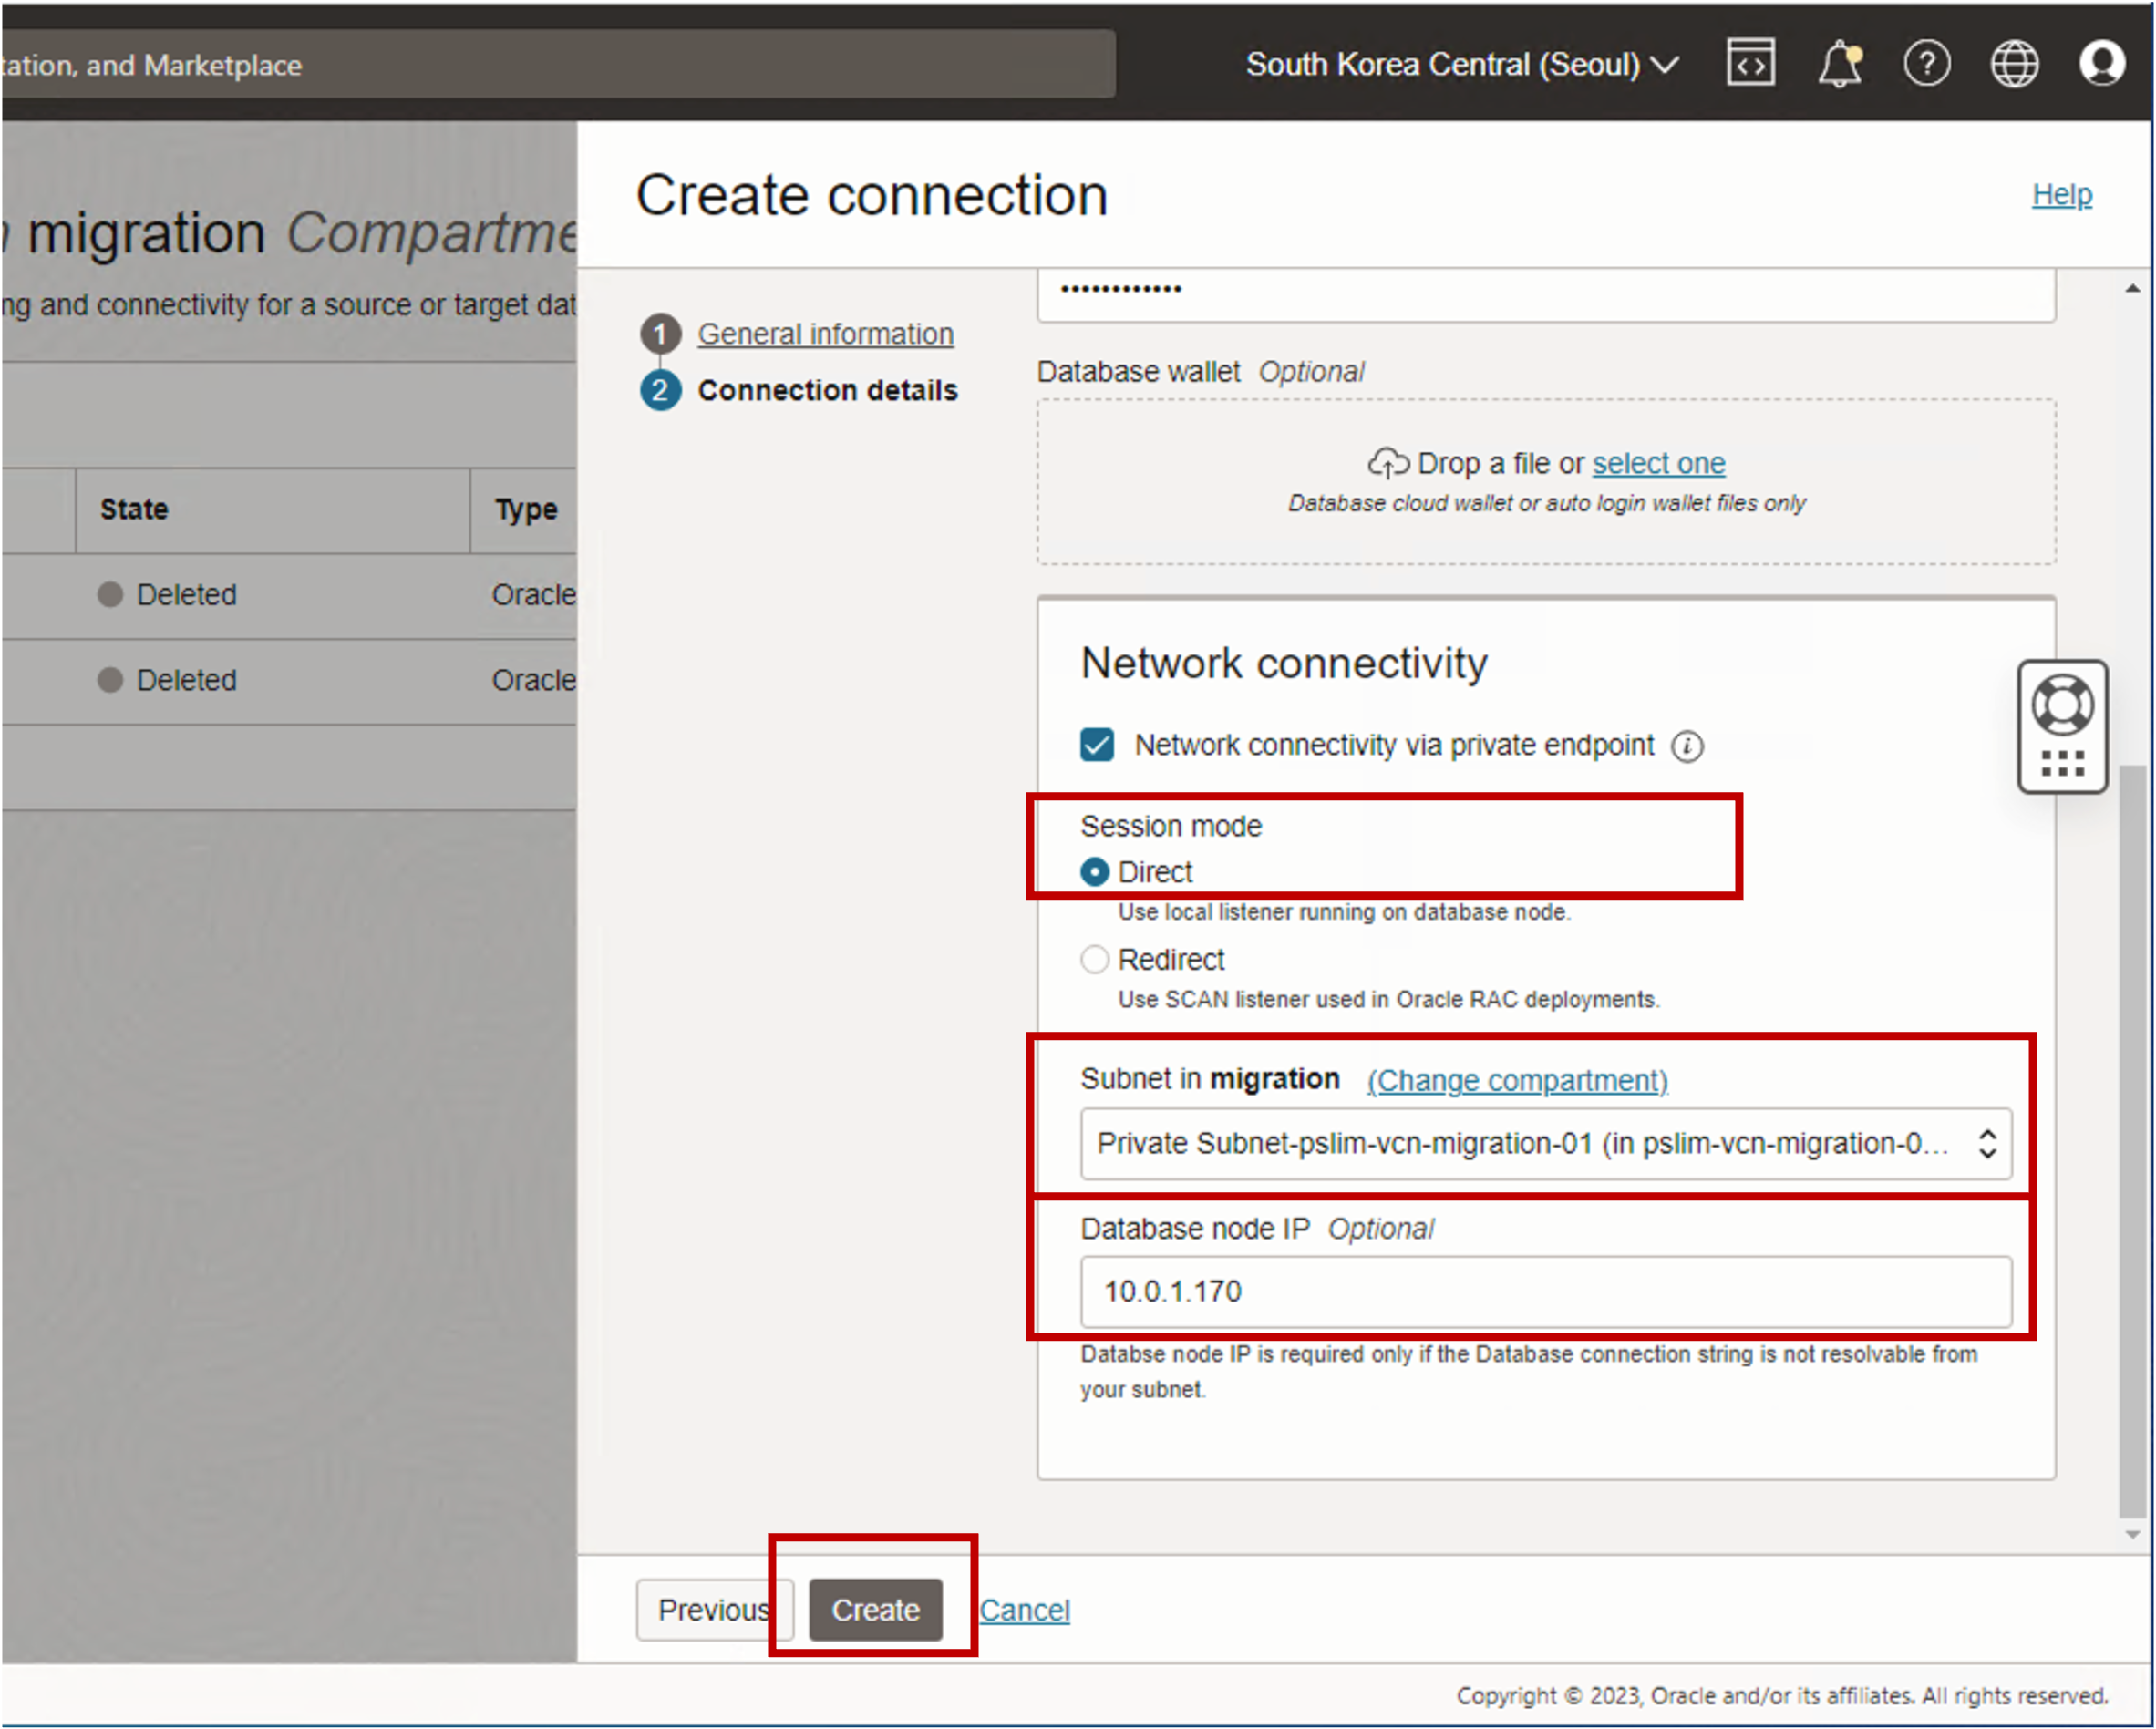 tation, and Marketplace
South Korea Central (Seoul)
Create connection
Help
migration Compartme
ng and connectivity for a source or target dat
1 General information
2 Connection details
State Type
Deleted Oracle
Deleted Oracle
••••••••••••
Database wallet Optional
Drop a file or select one
Database cloud wallet or auto login wallet files only
Network connectivity
Network connectivity via private endpoint
Session mode
Direct
Use local listener running on database node.
Redirect
Use SCAN listener used in Oracle RAC deployments.
Subnet in migration (Change compartment)
Private Subnet-pslim-vcn-migration-01 (in pslim-vcn-migration-0...
Database node IP Optional
10.0.1.170
Databse node IP is required only if the Database connection string is not resolvable from
your subnet.
Previous Create Cancel
Copyright © 2023, Oracle and/or its affiliates. All rights reserved.